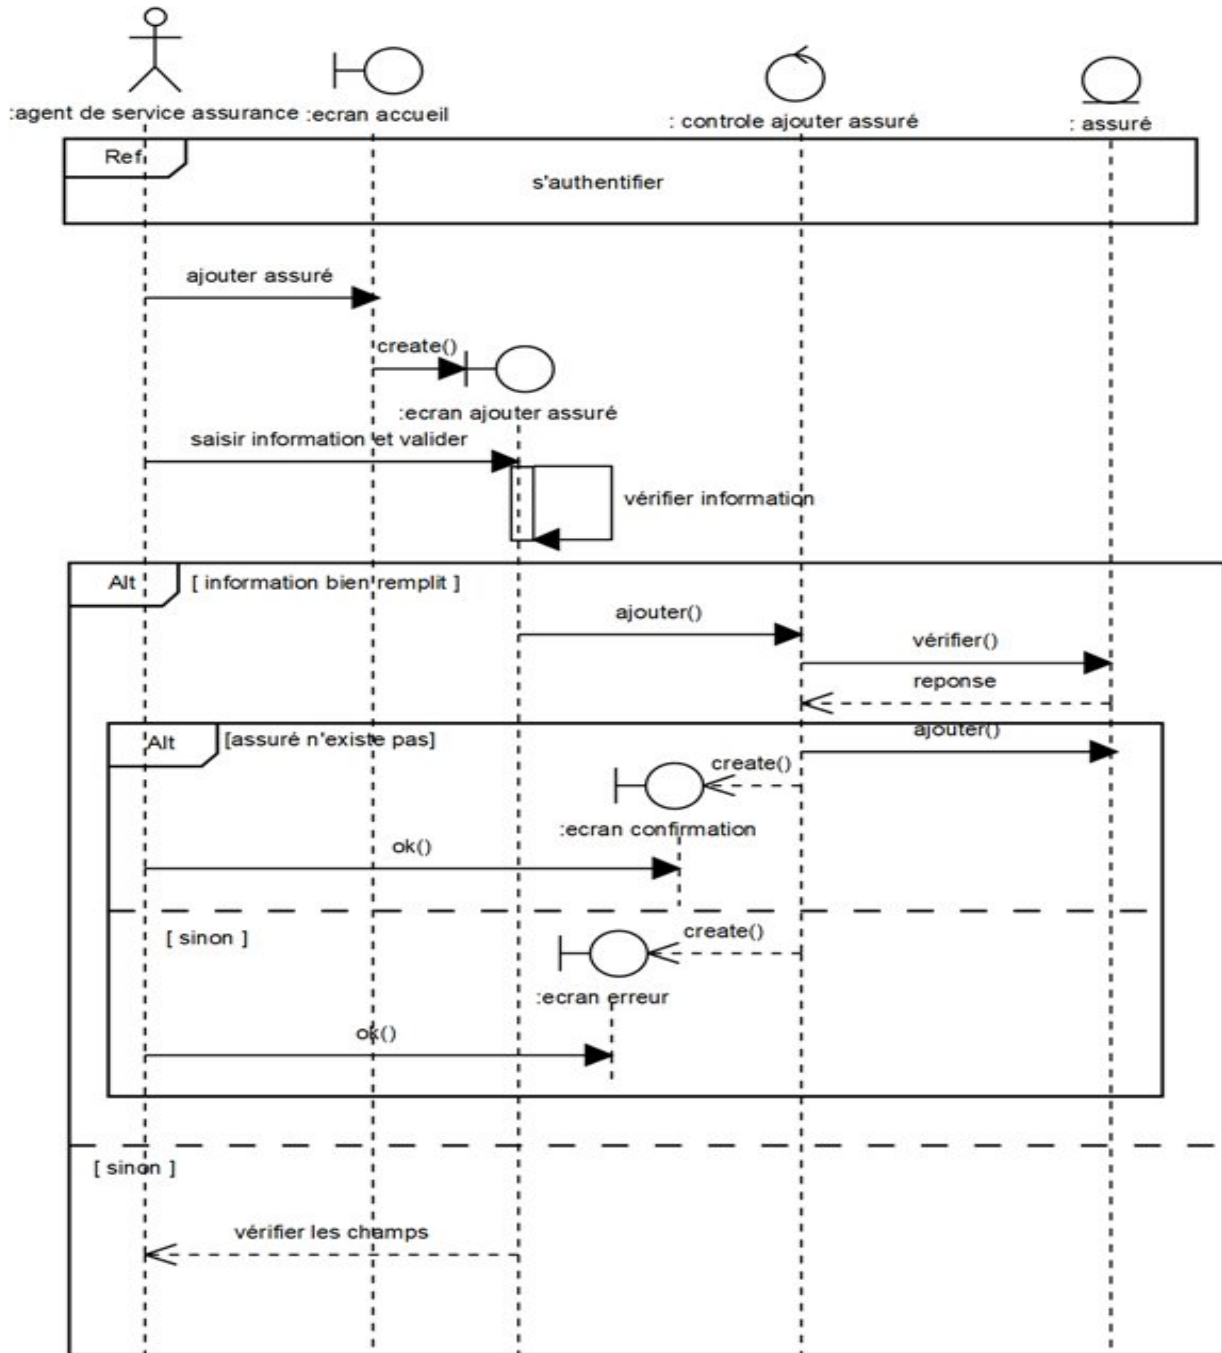 :agent de service assurance
:ecran accueil
: controle ajouter assuré
: assuré
Ref
s'authentifier
ajouter assuré
create()
:ecran ajouter assuré
saisir information et valider
vérifier information
Alt
[ information bien remplit ]
ajouter()
vérifier()
reponse
Alt
[assuré n'existe pas]
ajouter()
create()
:ecran confirmation
ok()
[ sinon ]
create()
:ecran erreur
ok()
[ sinon ]
vérifier les champs